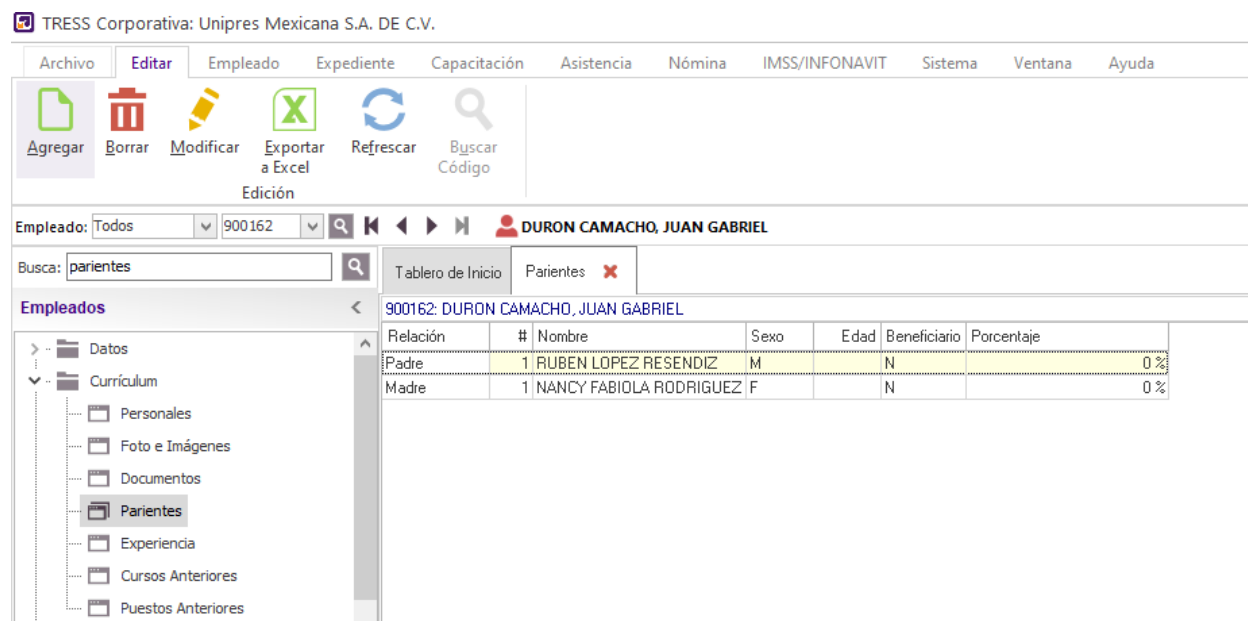 TRESS Corporativa: Unipres Mexicana S.A. DE C.V.
Archivo Editar Empleado Expediente Capacitación Asistencia Nómina IMSS/INFONAVIT Sistema Ventana Ayuda
Agregar Borrar Modificar Exportar a Excel Refrescar Buscar Código
Edición
Empleado: Todos 900162 DURON CAMACHO, JUAN GABRIEL
Busca: parientes
Tablero de Inicio Parientes
Empleados
900162: DURON CAMACHO, JUAN GABRIEL
Relación # Nombre Sexo Edad Beneficiario Porcentaje
Padre 1 RUBEN LOPEZ RESENDIZ M N 0 %
Madre 1 NANCY FABIOLA RODRIGUEZ F N 0 %
Datos
Currículum
Personales
Foto e Imágenes
Documentos
Parientes
Experiencia
Cursos Anteriores
Puestos Anteriores